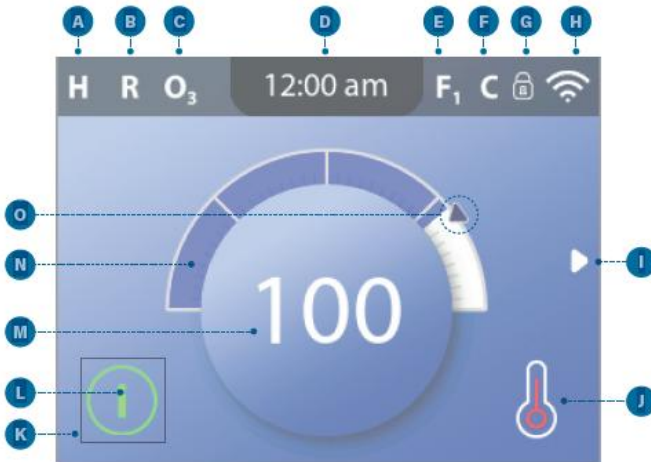 A B C D E F G H
H R O₃ 12:00 am F₁ C
O
N I
100
M
i
L J
K